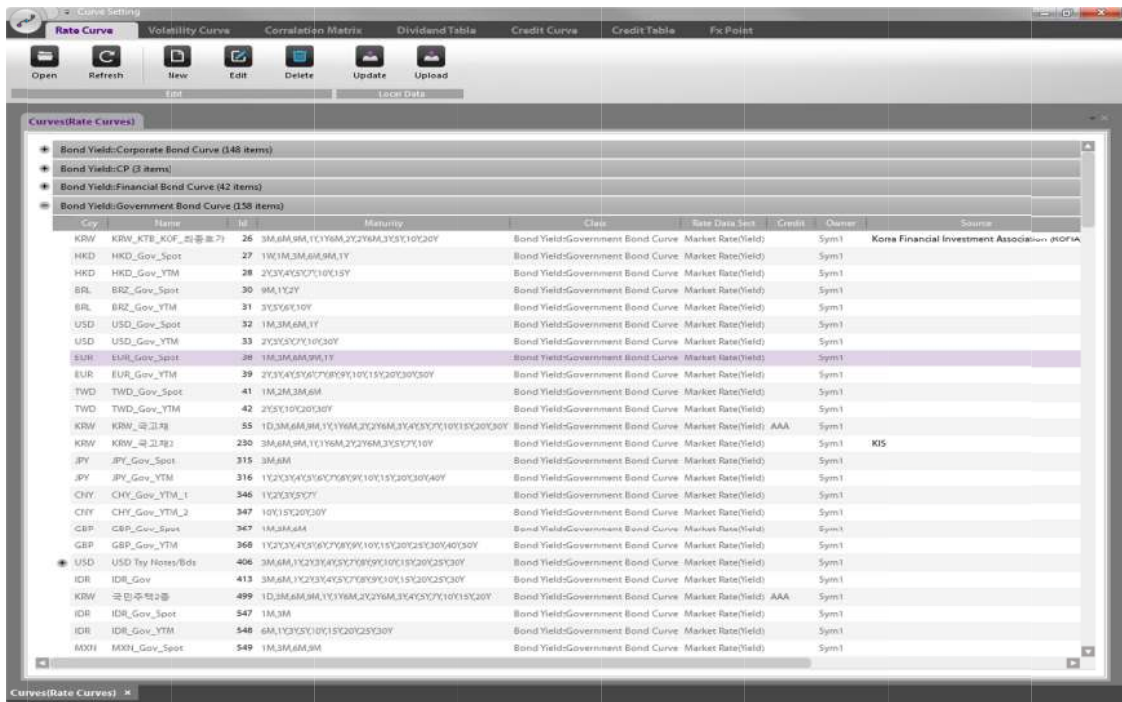 Curve Setting
Rate Curve Volatility Curve Correlation Matrix Dividend Table Credit Curve Credit Table Fx Point
Open Refresh New Edit Delete Update Upload
Edit Local Data
Curves(Rate Curves)
Bond Yield::Corporate Bond Curve (148 items)
Bond Yield::CP (3 items)
Bond Yield::Financial Bond Curve (42 items)
Bond Yield::Government Bond Curve (158 items)
Ccy Name Id Maturity Class Rate Data Sect Credit Owner Source
KRW KRW_KTB_KOF_최종호가 26 3M,6M,9M,1Y,1Y6M,2Y,2Y6M,3Y,5Y,10Y,20Y Bond Yield::Government Bond Curve Market Rate(Yield) Sym1 Korea Financial Investment Association (KOFIA
HKD HKD_Gov_Spot 27 1W,1M,3M,6M,9M,1Y Bond Yield::Government Bond Curve Market Rate(Yield) Sym1
HKD HKD_Gov_YTM 28 2Y,3Y,4Y,5Y,7Y,10Y,15Y Bond Yield::Government Bond Curve Market Rate(Yield) Sym1
BRL BRZ_Gov_Spot 30 9M,1Y,2Y Bond Yield::Government Bond Curve Market Rate(Yield) Sym1
BRL BRZ_Gov_YTM 31 3Y,5Y,6Y,10Y Bond Yield::Government Bond Curve Market Rate(Yield) Sym1
USD USD_Gov_Spot 32 1M,3M,6M,1Y Bond Yield::Government Bond Curve Market Rate(Yield) Sym1
USD USD_Gov_YTM 33 2Y,3Y,5Y,7Y,10Y,30Y Bond Yield::Government Bond Curve Market Rate(Yield) Sym1
EUR EUR_Gov_Spot 38 1M,3M,6M,9M,1Y Bond Yield::Government Bond Curve Market Rate(Yield) Sym1
EUR EUR_Gov_YTM 39 2Y,3Y,4Y,5Y,6Y,7Y,8Y,9Y,10Y,15Y,20Y,30Y,50Y Bond Yield::Government Bond Curve Market Rate(Yield) Sym1
TWD TWD_Gov_Spot 41 1M,2M,3M,6M Bond Yield::Government Bond Curve Market Rate(Yield) Sym1
TWD TWD_Gov_YTM 42 2Y,5Y,10Y,20Y,30Y Bond Yield::Government Bond Curve Market Rate(Yield) Sym1
KRW KRW_국고채 55 1D,3M,6M,9M,1Y,1Y6M,2Y,2Y6M,3Y,4Y,5Y,7Y,10Y,15Y,20Y,30Y Bond Yield::Government Bond Curve Market Rate(Yield) AAA Sym1
KRW KRW_국고채2 230 3M,6M,9M,1Y,1Y6M,2Y,2Y6M,3Y,5Y,7Y,10Y Bond Yield::Government Bond Curve Market Rate(Yield) Sym1 KIS
JPY JPY_Gov_Spot 315 3M,6M Bond Yield::Government Bond Curve Market Rate(Yield) Sym1
JPY JPY_Gov_YTM 316 1Y,2Y,3Y,4Y,5Y,6Y,7Y,8Y,9Y,10Y,15Y,20Y,30Y,40Y Bond Yield::Government Bond Curve Market Rate(Yield) Sym1
CNY CHY_Gov_YTM_1 346 1Y,2Y,3Y,5Y,7Y Bond Yield::Government Bond Curve Market Rate(Yield) Sym1
CNY CHY_Gov_YTM_2 347 10Y,15Y,20Y,30Y Bond Yield::Government Bond Curve Market Rate(Yield) Sym1
GBP GBP_Gov_Spot 367 1M,3M,6M Bond Yield::Government Bond Curve Market Rate(Yield) Sym1
GBP GBP_Gov_YTM 368 1Y,2Y,3Y,4Y,5Y,6Y,7Y,8Y,9Y,10Y,15Y,20Y,25Y,30Y,40Y,50Y Bond Yield::Government Bond Curve Market Rate(Yield) Sym1
USD USD Tsy Notes/Bds 406 3M,6M,1Y,2Y,3Y,4Y,5Y,7Y,8Y,9Y,10Y,15Y,20Y,25Y,30Y Bond Yield::Government Bond Curve Market Rate(Yield) Sym1
IDR IDR_Gov 413 3M,6M,1Y,2Y,3Y,4Y,5Y,7Y,8Y,9Y,10Y,15Y,20Y,25Y,30Y Bond Yield::Government Bond Curve Market Rate(Yield) Sym1
KRW 국민주택2종 499 1D,3M,6M,9M,1Y,1Y6M,2Y,2Y6M,3Y,4Y,5Y,7Y,10Y,15Y,20Y Bond Yield::Government Bond Curve Market Rate(Yield) AAA Sym1
IDR IDR_Gov_Spot 547 1M,3M Bond Yield::Government Bond Curve Market Rate(Yield) Sym1
IDR IDR_Gov_YTM 548 6M,1Y,3Y,5Y,10Y,15Y,20Y,25Y,30Y Bond Yield::Government Bond Curve Market Rate(Yield) Sym1
MXN MXN_Gov_Spot 549 1M,3M,6M,9M Bond Yield::Government Bond Curve Market Rate(Yield) Sym1
Curves(Rate Curves)